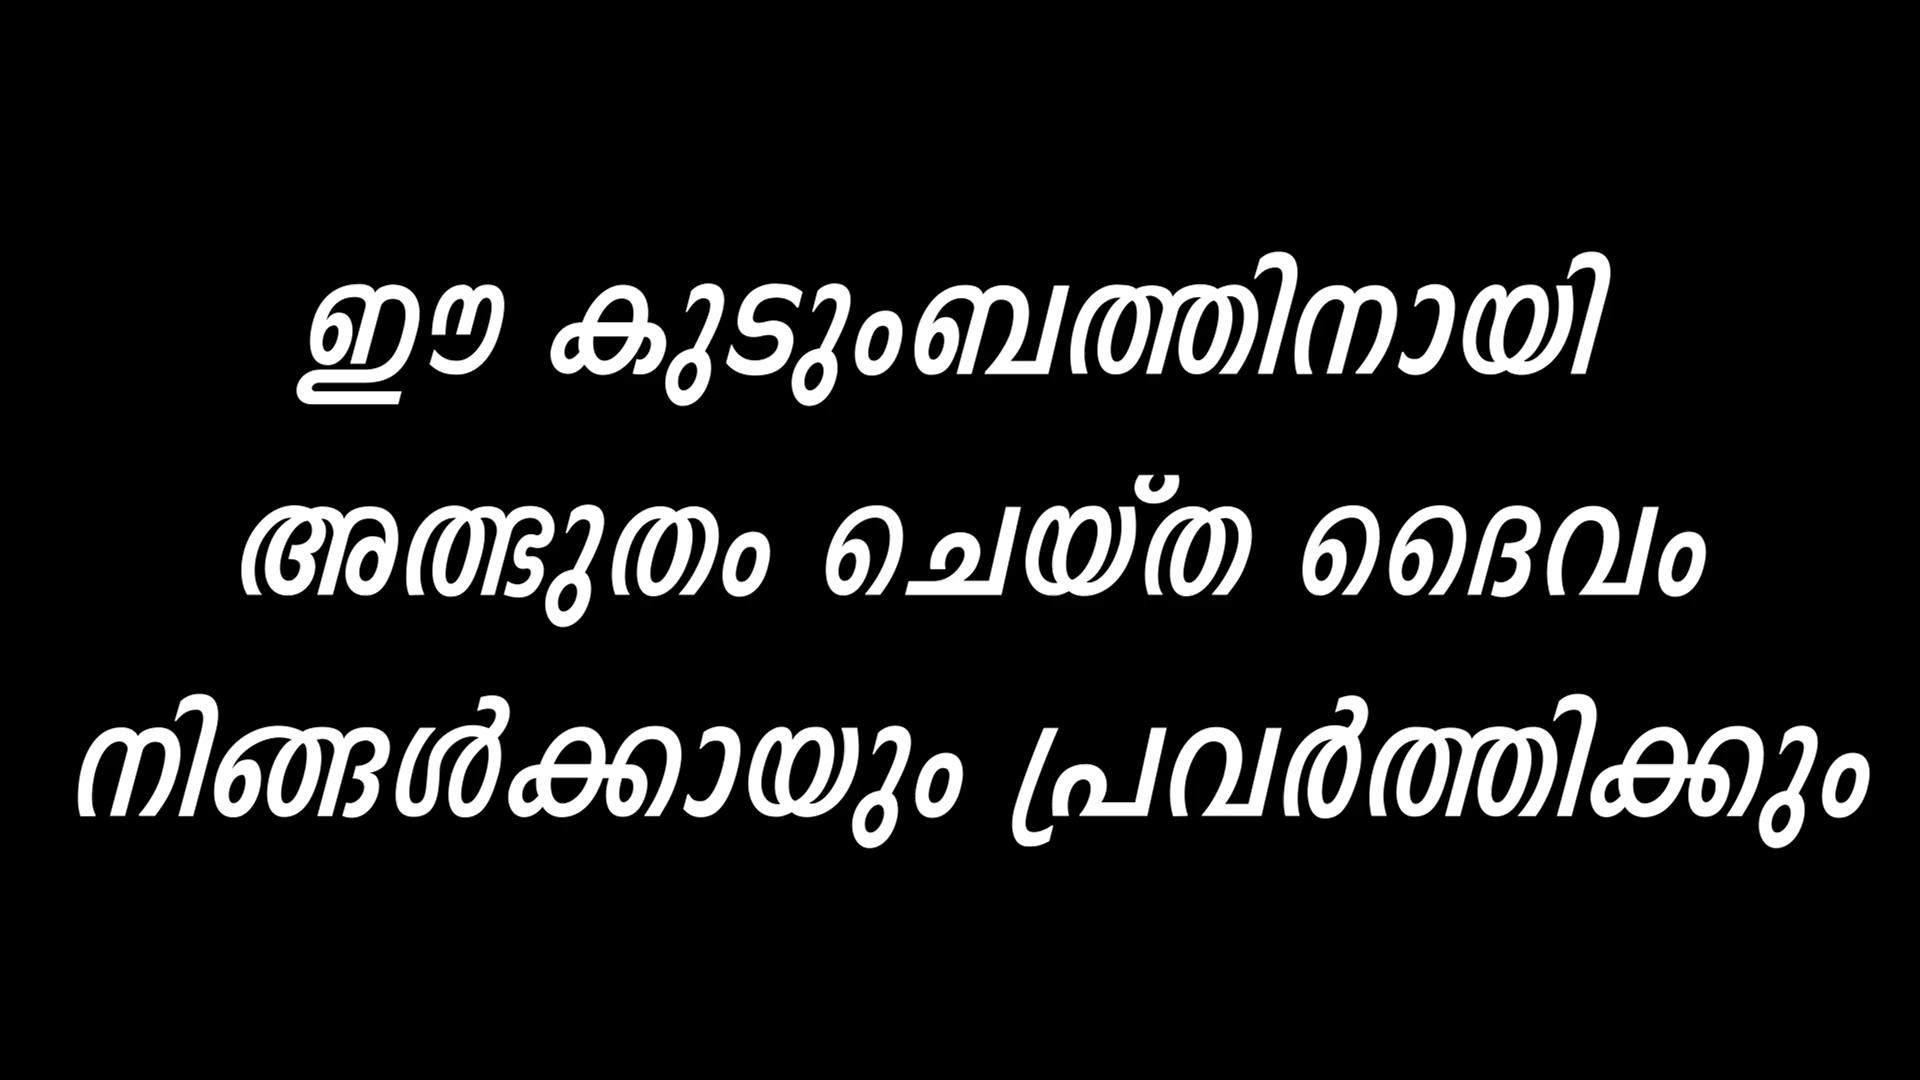 ഈ കുടുംബത്തിനായി
അത്ഭുതം ചെയ്ത ദൈവം
നിങ്ങൾക്കായും പ്രവർത്തിക്കും